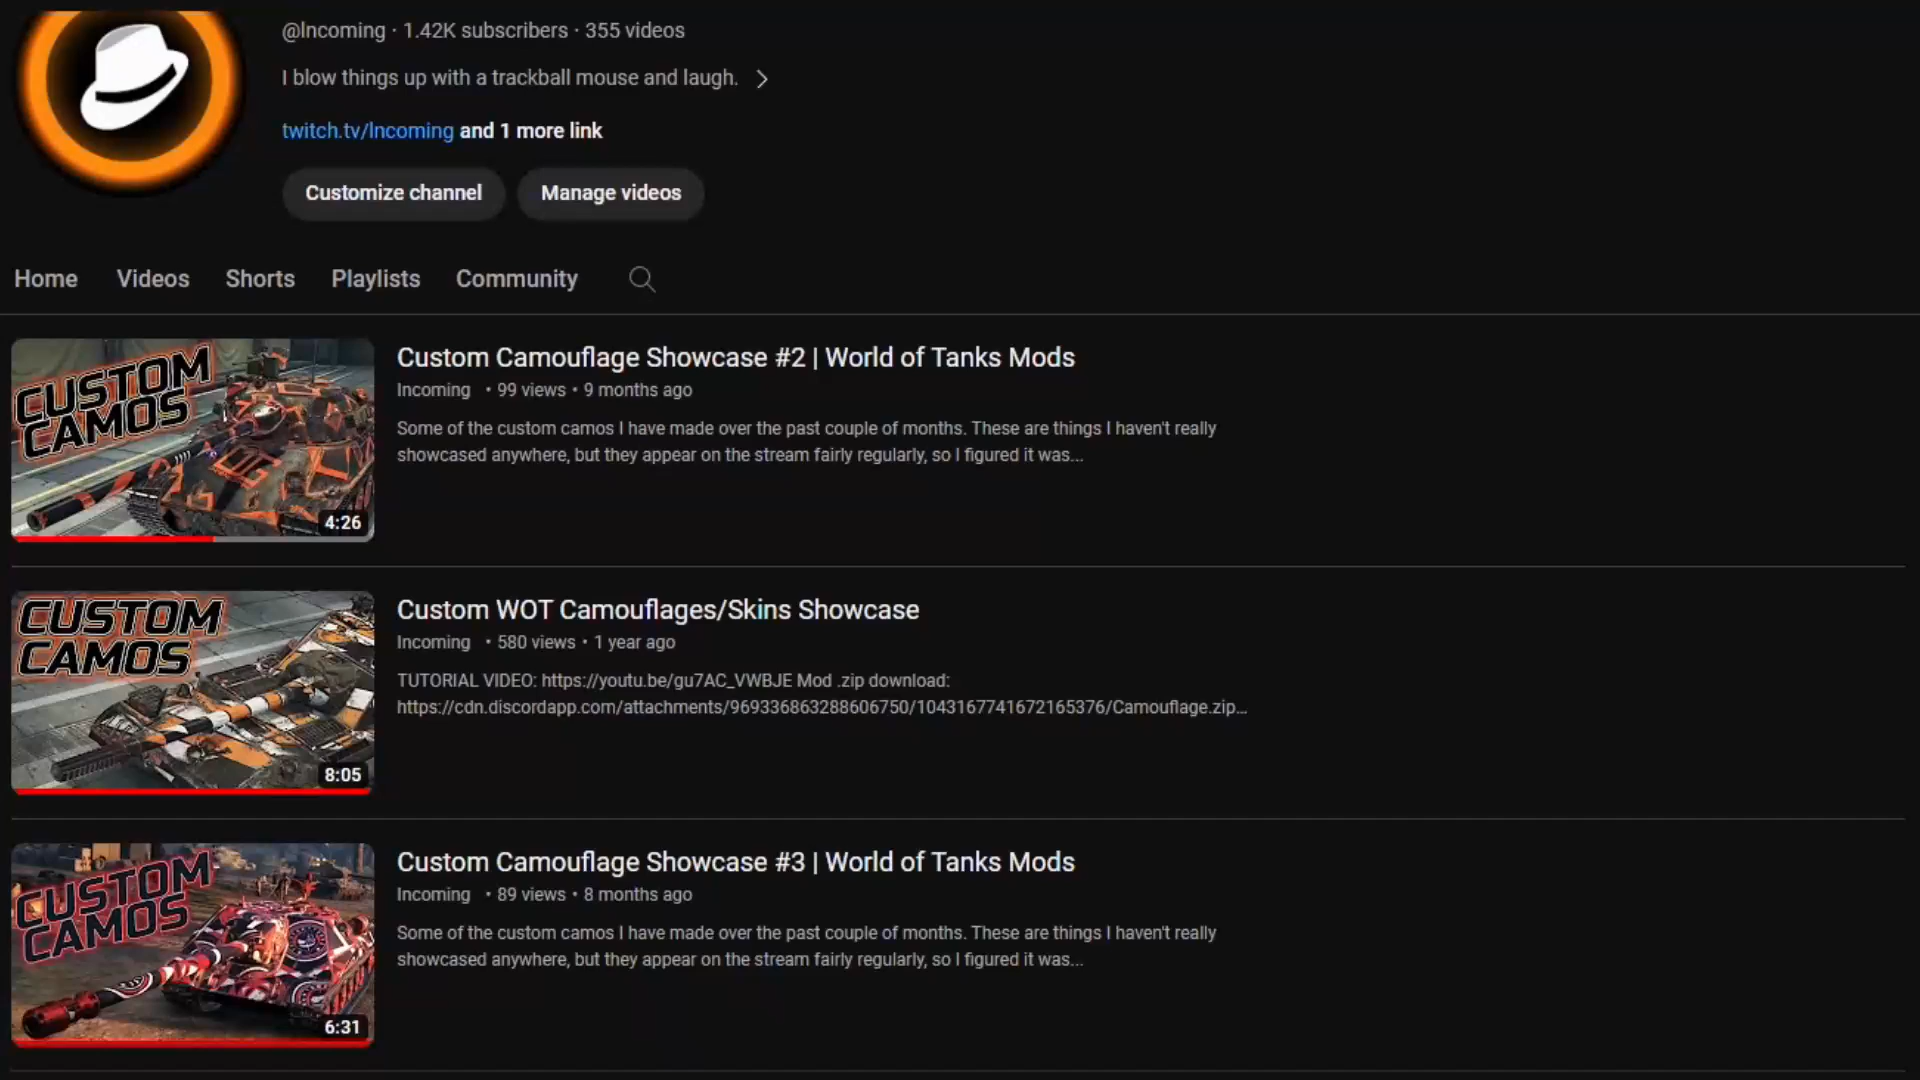 @Incoming · 1.42K subscribers · 355 videos
I blow things up with a trackball mouse and laugh.
twitch.tv/Incoming and 1 more link
Customize channel
Manage videos
Home
Videos
Shorts
Playlists
Community
CUSTOM
CAMOS
4:26
Custom Camouflage Showcase #2 | World of Tanks Mods
Incoming • 99 views • 9 months ago
Some of the custom camos I have made over the past couple of months. These are things I haven't really
showcased anywhere, but they appear on the stream fairly regularly, so I figured it was...
CUSTOM
CAMOS
8:05
Custom WOT Camouflages/Skins Showcase
Incoming • 580 views • 1 year ago
TUTORIAL VIDEO: https://youtu.be/gu7AC_VWBJE Mod .zip download:
https://cdn.discordapp.com/attachments/969336863288606750/1043167741672165376/Camouflage.zip...
CUSTOM
CAMOS
6:31
Custom Camouflage Showcase #3 | World of Tanks Mods
Incoming • 89 views • 8 months ago
Some of the custom camos I have made over the past couple of months. These are things I haven't really
showcased anywhere, but they appear on the stream fairly regularly, so I figured it was...